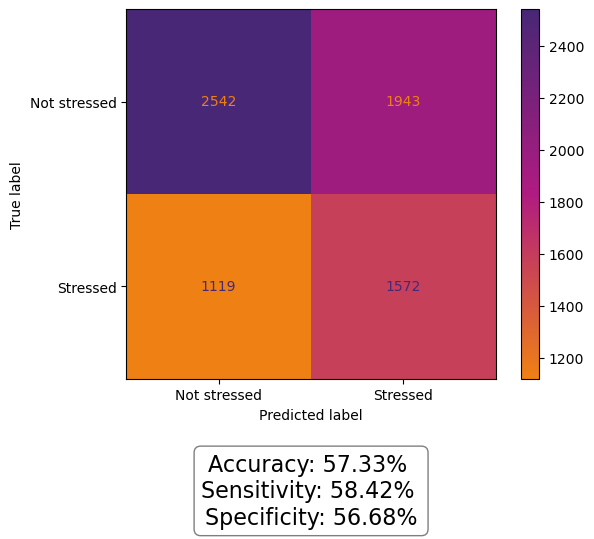 2400
Not stressed 2542 1943
2200
2000
True label
1800
1600
Stressed 1119 1572
1400
1200
Not stressed Stressed
Predicted label
Accuracy: 57.33%
Sensitivity: 58.42%
Specificity: 56.68%